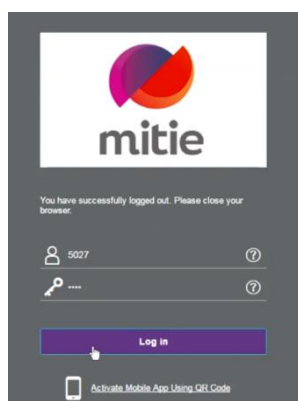 mitie
You have successfully logged out. Please close your
browser.
5027
····
Log in
Activate Mobile App Using QR Code